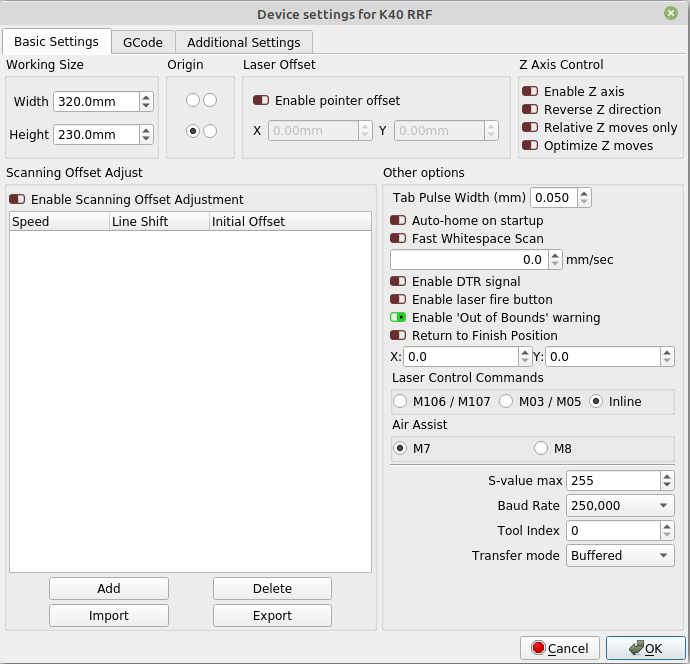 Device settings for K40 RRF
Basic Settings
GCode
Additional Settings
Working Size
Width 320.0mm
Height 230.0mm
Origin
Laser Offset
Enable pointer offset
X 0.00mm Y 0.00mm
Z Axis Control
Enable Z axis
Reverse Z direction
Relative Z moves only
Optimize Z moves
Scanning Offset Adjust
Enable Scanning Offset Adjustment
Speed Line Shift Initial Offset
Add Delete
Import Export
Other options
Tab Pulse Width (mm) 0.050
Auto-home on startup
Fast Whitespace Scan
0.0 mm/sec
Enable DTR signal
Enable laser fire button
Enable 'Out of Bounds' warning
Return to Finish Position
X: 0.0 Y: 0.0
Laser Control Commands
M106 / M107 M03 / M05 Inline
Air Assist
M7 M8
S-value max 255
Baud Rate 250,000
Tool Index 0
Transfer mode Buffered
Cancel OK